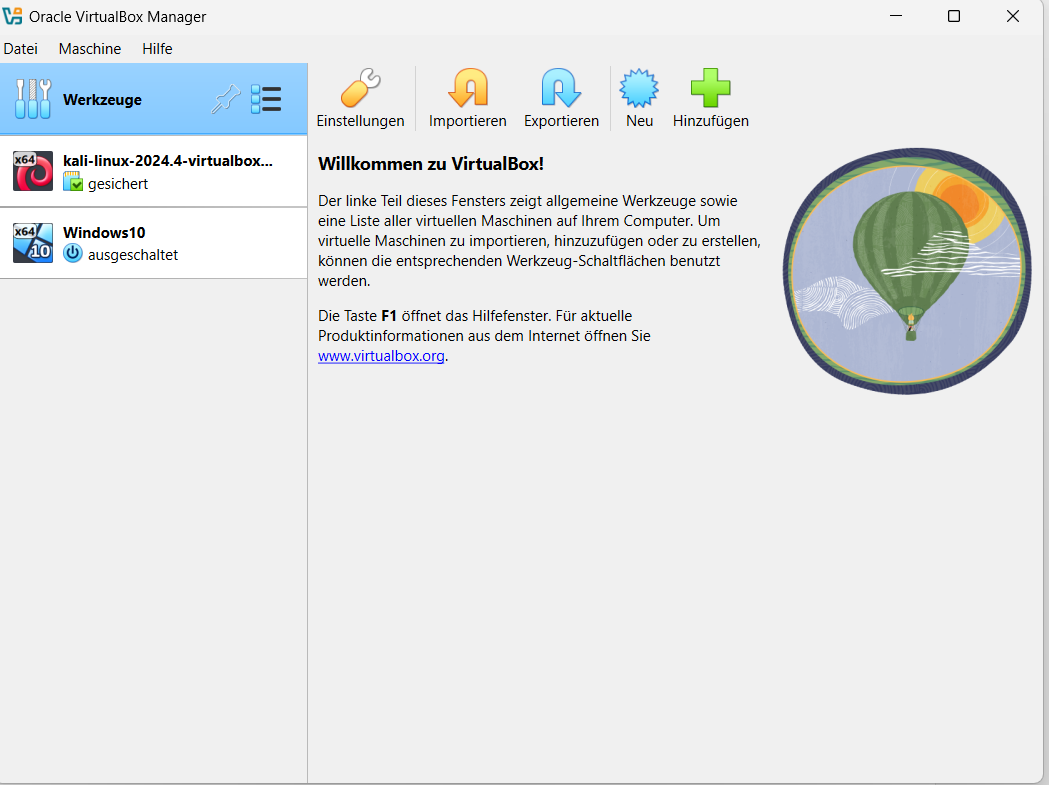 Oracle VirtualBox Manager
Datei Maschine Hilfe
Werkzeuge
Einstellungen Importieren Exportieren Neu Hinzufügen
x64
kali-linux-2024.4-virtualbox...
gesichert
x64
10
Windows10
ausgeschaltet
Willkommen zu VirtualBox!
Der linke Teil dieses Fensters zeigt allgemeine Werkzeuge sowie
eine Liste aller virtuellen Maschinen auf Ihrem Computer. Um
virtuelle Maschinen zu importieren, hinzuzufügen oder zu erstellen,
können die entsprechenden Werkzeug-Schaltflächen benutzt
werden.
Die Taste F1 öffnet das Hilfefenster. Für aktuelle
Produktinformationen aus dem Internet öffnen Sie
www.virtualbox.org.